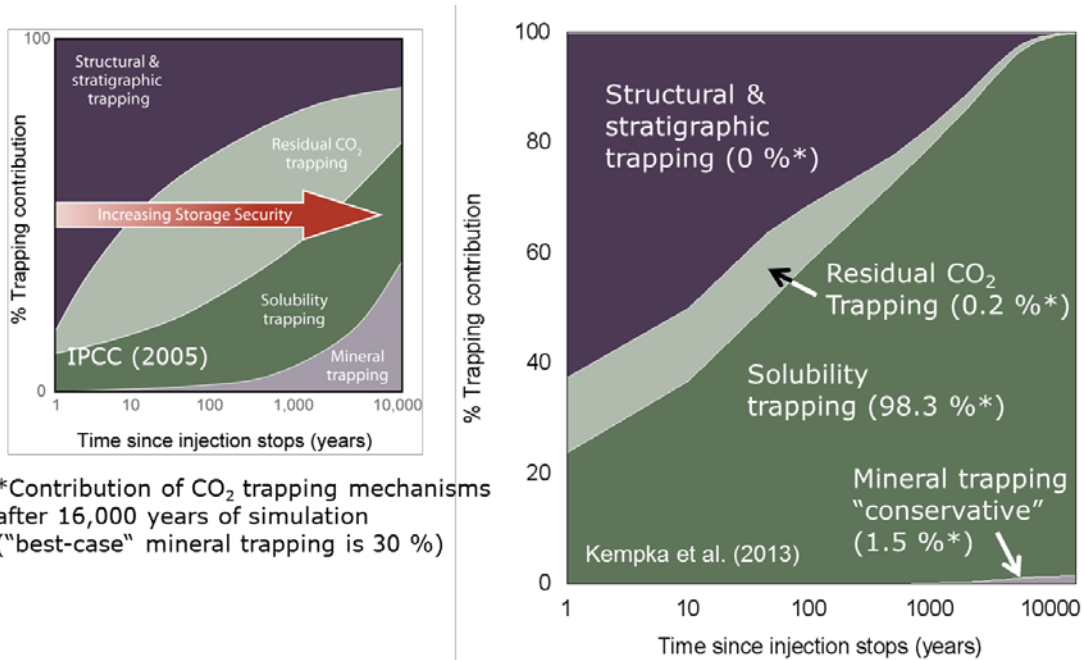 100
Structural &
stratigraphic
trapping
Residual CO₂
trapping
Increasing Storage Security
Solubility
trapping
IPCC (2005)
Mineral
trapping
0
1 10 100 1,000 10,000
% Trapping contribution
Time since injection stops (years)
*Contribution of CO₂ trapping mechanisms
after 16,000 years of simulation
("best-case" mineral trapping is 30 %)
100
80
60
40
20
0
% Trapping contribution
Structural &
stratigraphic
trapping (0 %*)
Residual CO₂
Trapping (0.2 %*)
Solubility
trapping (98.3 %*)
Mineral trapping
"conservative"
(1.5 %*)
Kempka et al. (2013)
1 10 100 1000 10000
Time since injection stops (years)